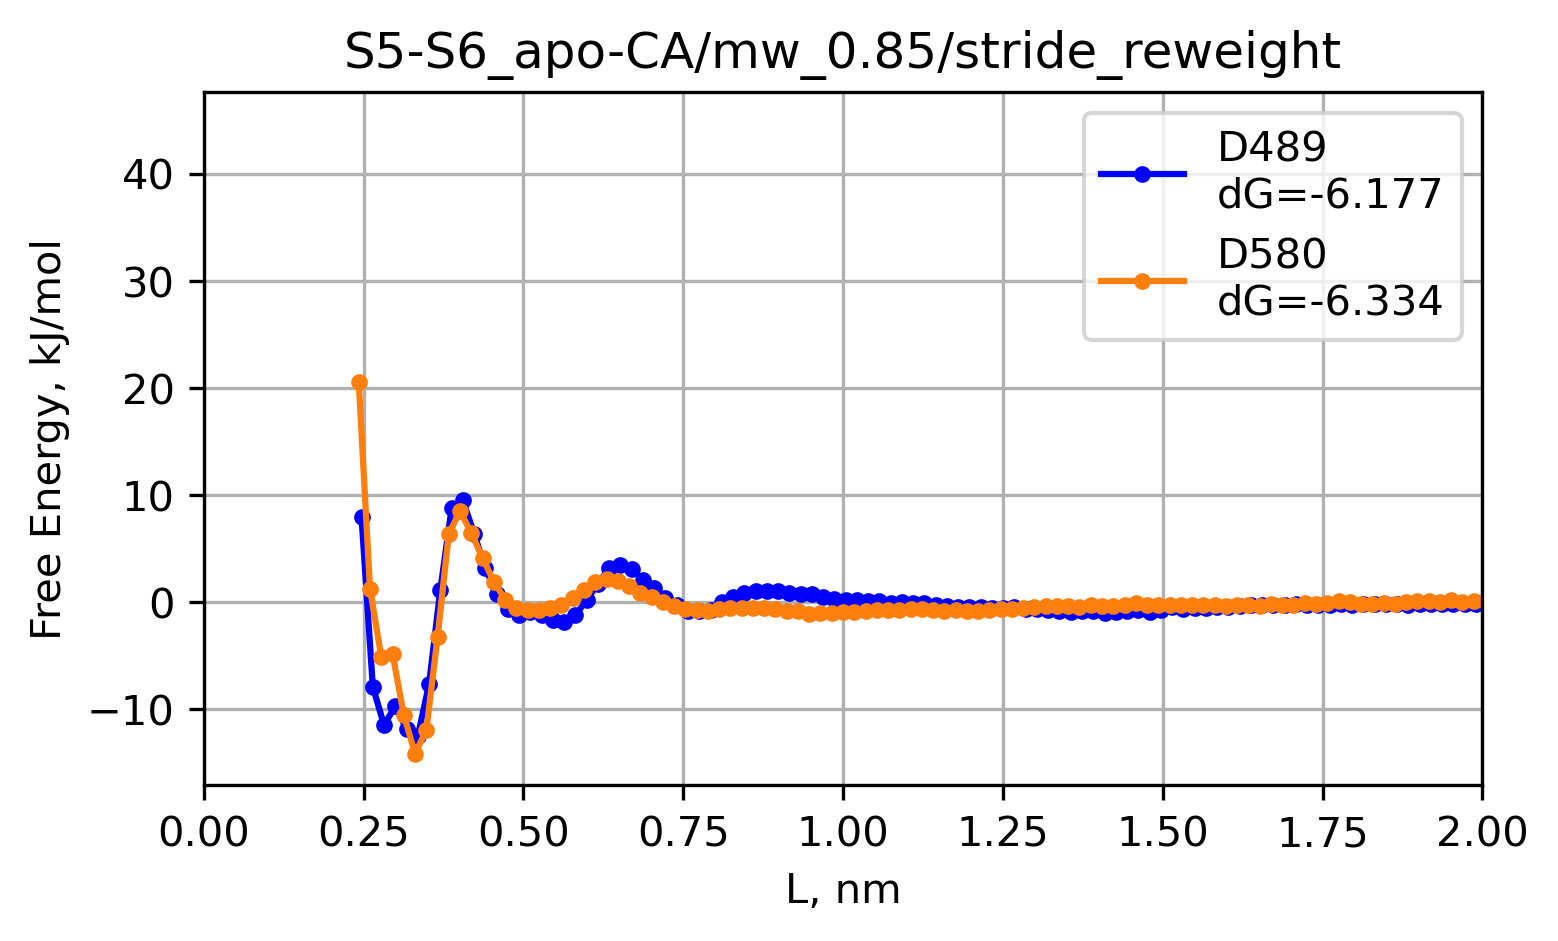 S5-S6_apo-CA/mw_0.85/stride_reweight
D489
dG=-6.177
D580
dG=-6.334
Free Energy, kJ/mol
40
30
20
10
0
−10
0.00 0.25 0.50 0.75 1.00 1.25 1.50 1.75 2.00
L, nm